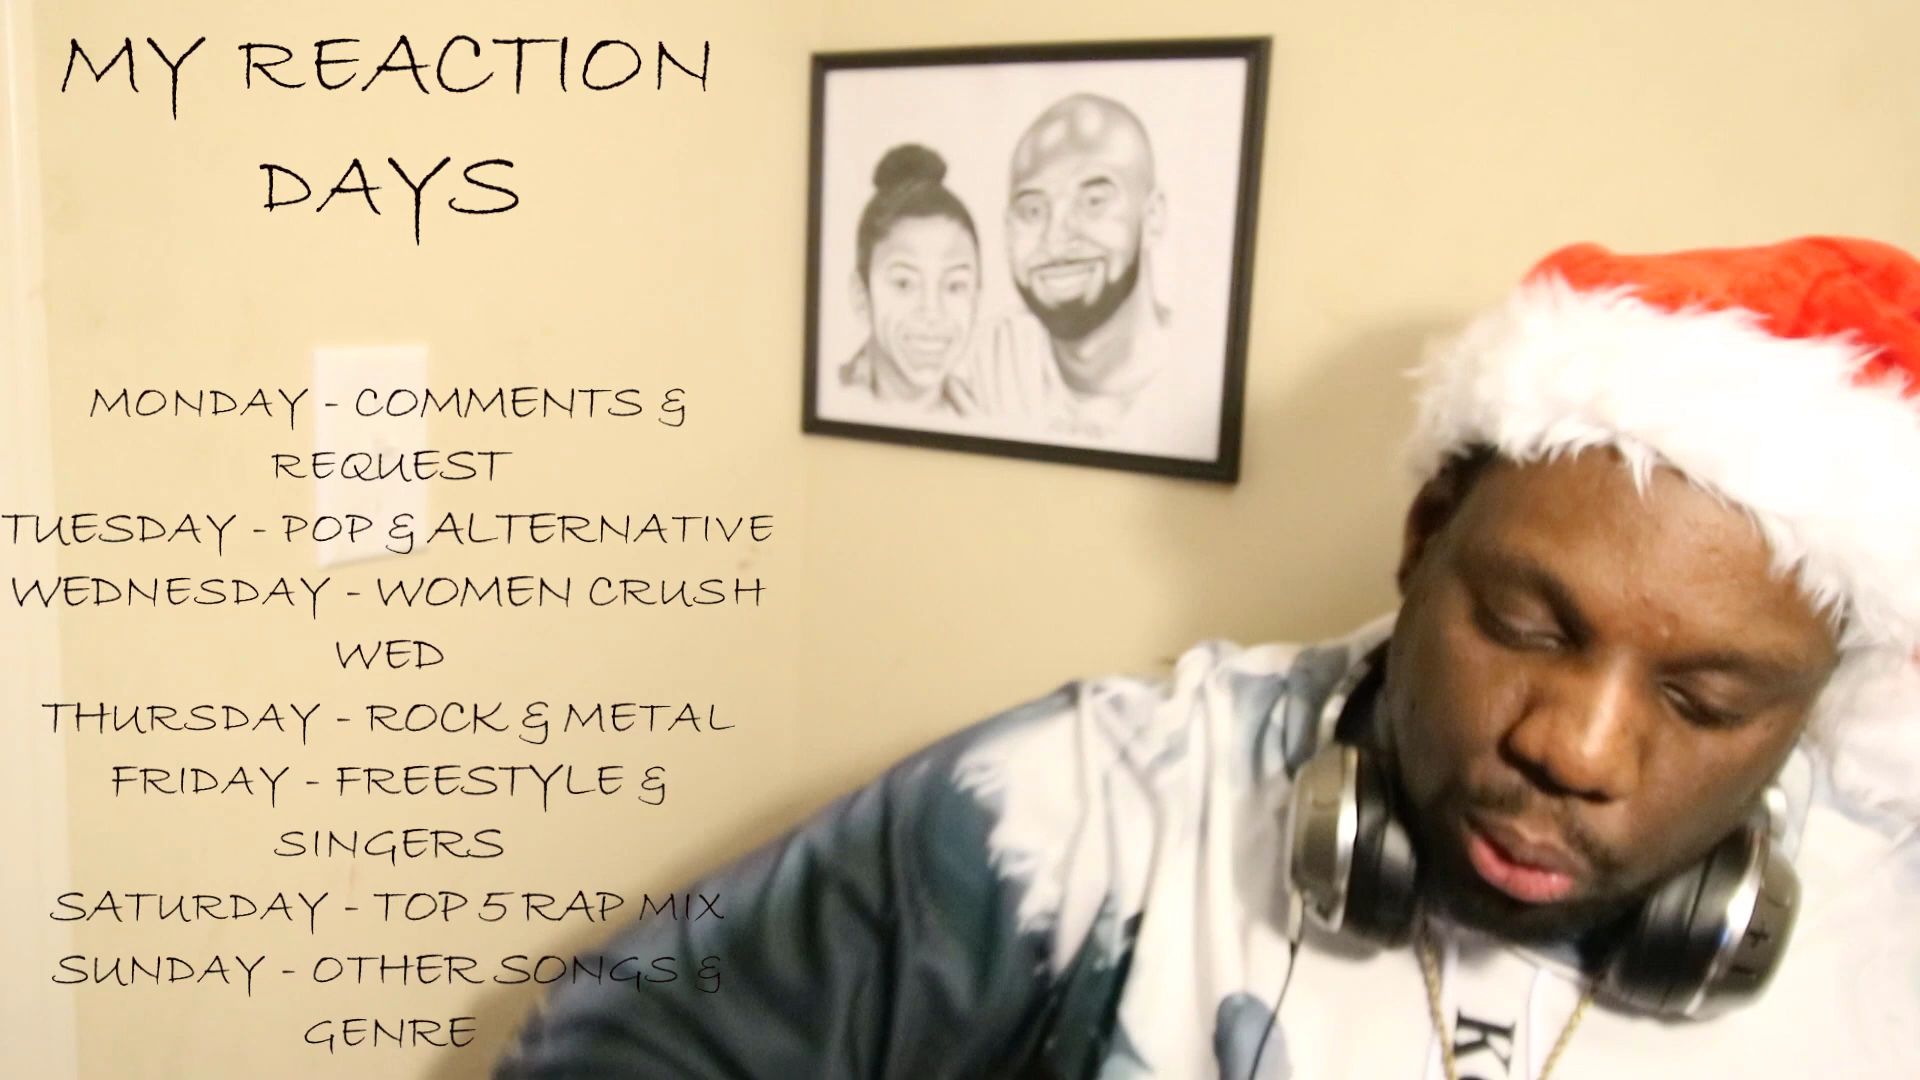 MY REACTION
DAYS
MONDAY - COMMENTS &
REQUEST
TUESDAY - POP & ALTERNATIVE
WEDNESDAY - WOMEN CRUSH
WED
THURSDAY - ROCK & METAL
FRIDAY - FREESTYLE &
SINGERS
SATURDAY - TOP 5 RAP MIX
SUNDAY - OTHER SONGS &
GENRE